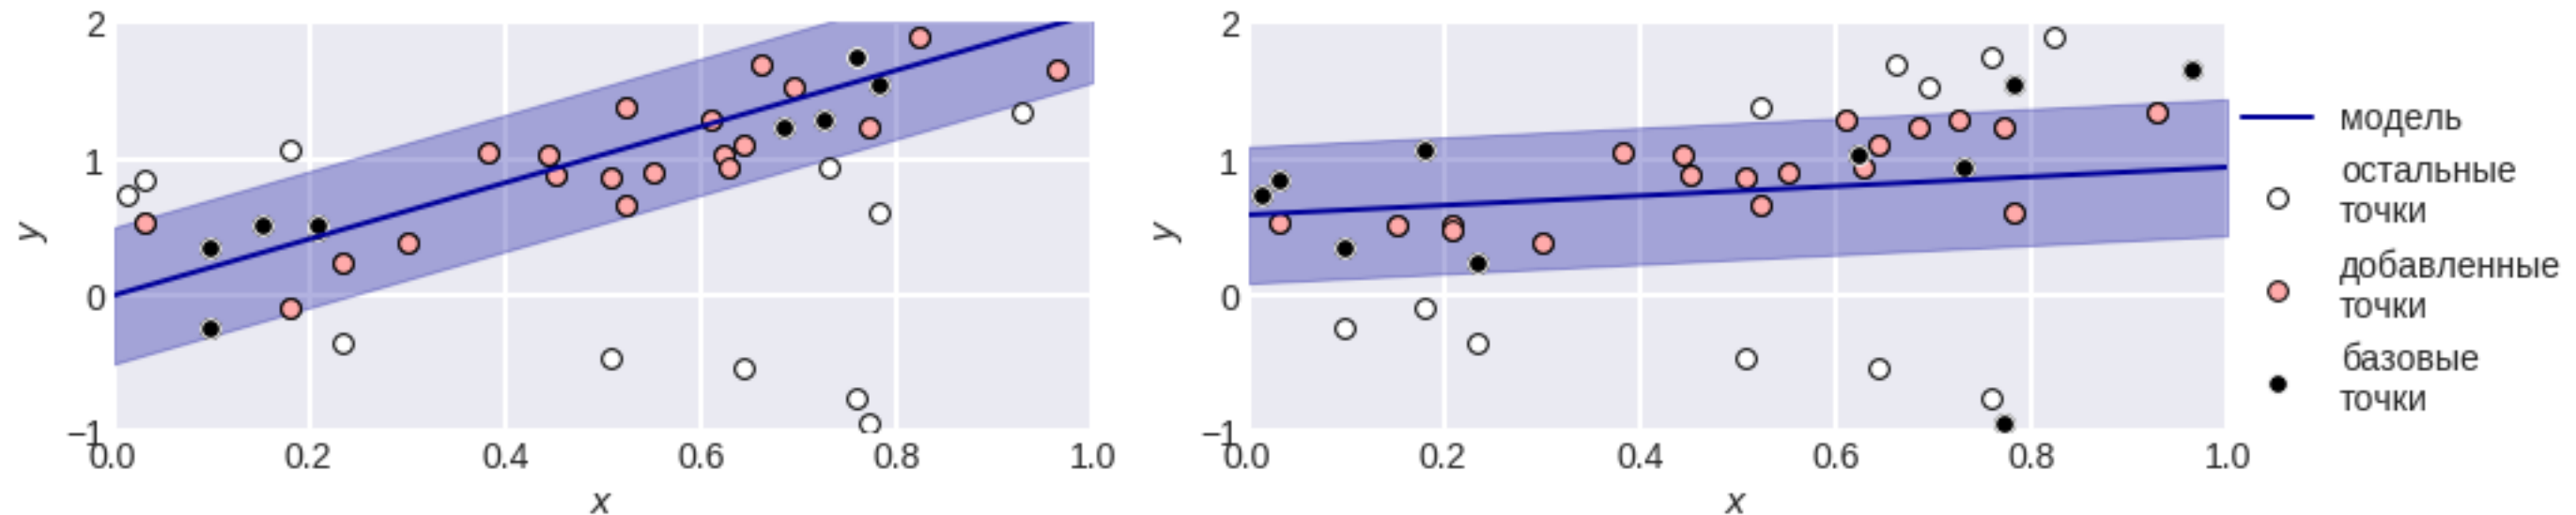 2
1
0
−1
y
0.0 0.2 0.4 0.6 0.8 1.0
x
2
1
0
−1
y
0.0 0.2 0.4 0.6 0.8 1.0
x
модель
остальные
точки
добавленные
точки
базовые
точки